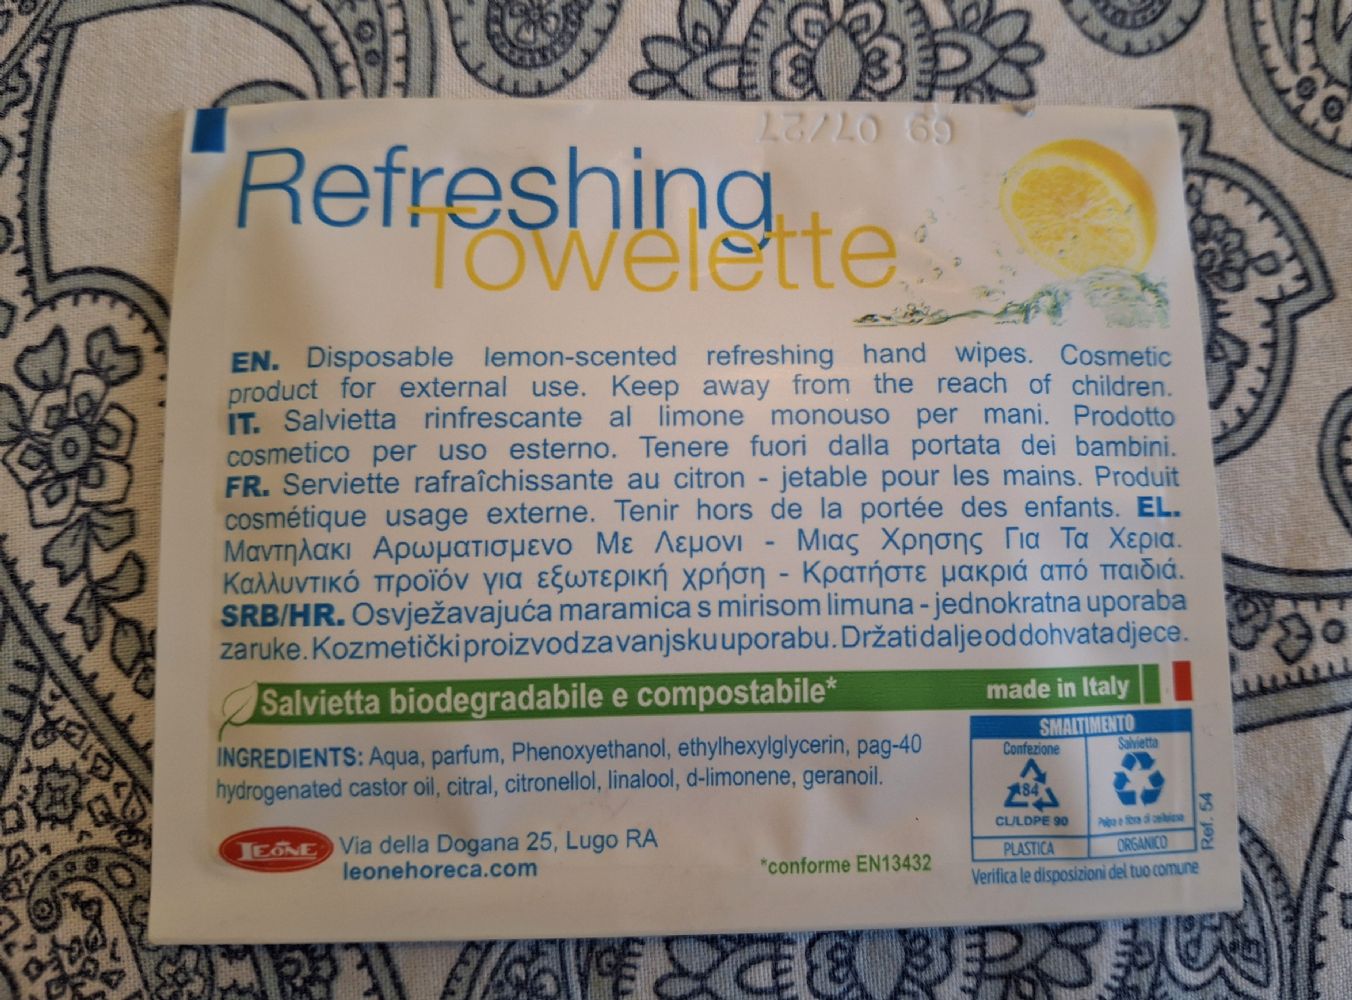 69 07/27
Refreshing
Towelette
EN. Disposable lemon-scented refreshing hand wipes. Cosmetic
product for external use. Keep away from the reach of children.
IT. Salvietta rinfrescante al limone monouso per mani. Prodotto
cosmetico per uso esterno. Tenere fuori dalla portata dei bambini.
FR. Serviette rafraîchissante au citron - jetable pour les mains. Produit
cosmétique usage externe. Tenir hors de la portée des enfants. EL.
Μαντηλακι Αρωματισμενο Με Λεμονι - Μιας Χρησης Για Τα Χερια.
Καλλυντικό προϊόν για εξωτερική χρήση - Κρατήστε μακριά από παιδιά.
SRB/HR. Osvježavajuća maramica s mirisom limuna - jednokratna uporaba
za ruke. Kozmetički proizvod za vanjsku uporabu. Držati dalje od dohvata djece.
Salvietta biodegradabile e compostabile*
made in Italy
INGREDIENTS: Aqua, parfum, Phenoxyethanol, ethylhexylglycerin, pag-40
hydrogenated castor oil, citral, citronellol, linalool, d-limonene, geranoil.
SMALTIMENTO
Confezione
Salvietta
84
C/LDPE 90
Polpa e fibra di cellulosa
PLASTICA
ORGANICO
Verifica le disposizioni del tuo comune
Ref. 54
LEONE
Via della Dogana 25, Lugo RA
leonehoreca.com
*conforme EN13432